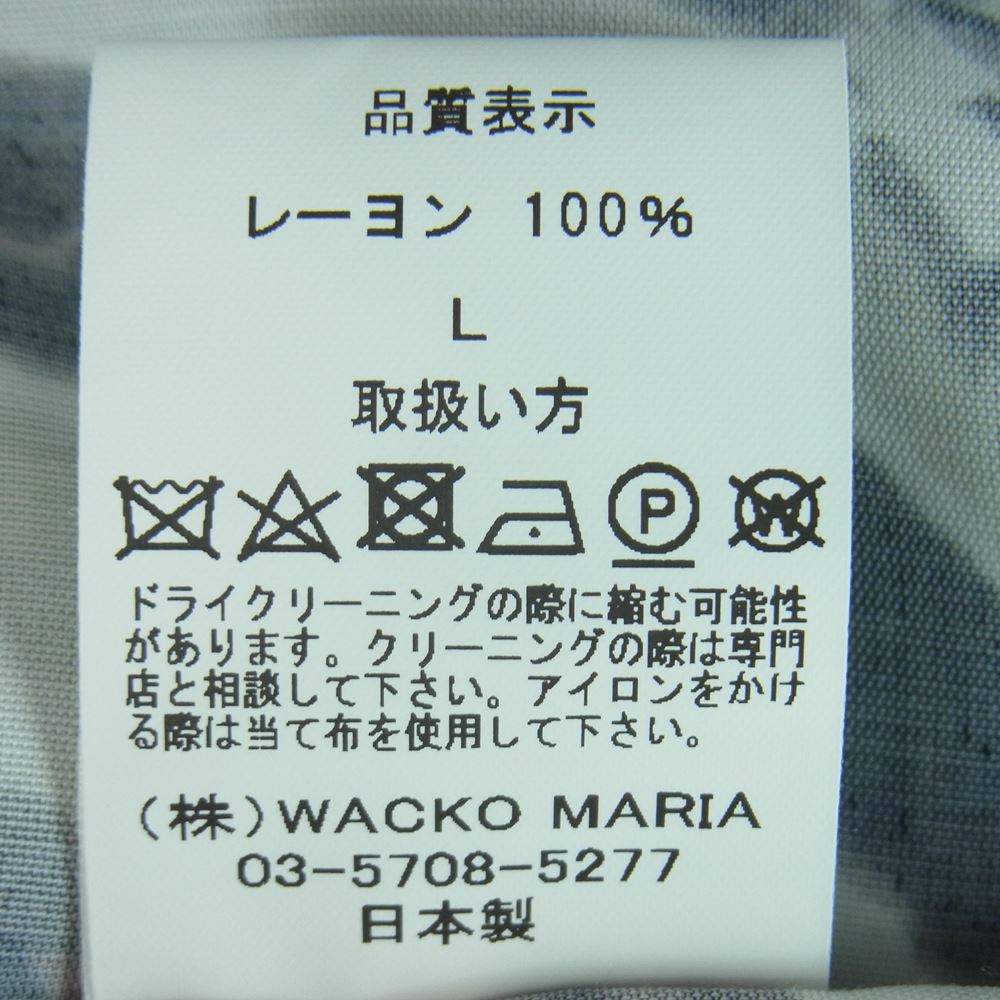 品質表示
レーヨン 100%
L
取扱い方
P W
ドライクリーニングの際に縮む可能性
があります。クリーニングの際は専門
店と相談して下さい。アイロンをかけ
る際は当て布を使用して下さい。
(株)WACKO MARIA
03-5708-5277
日本製